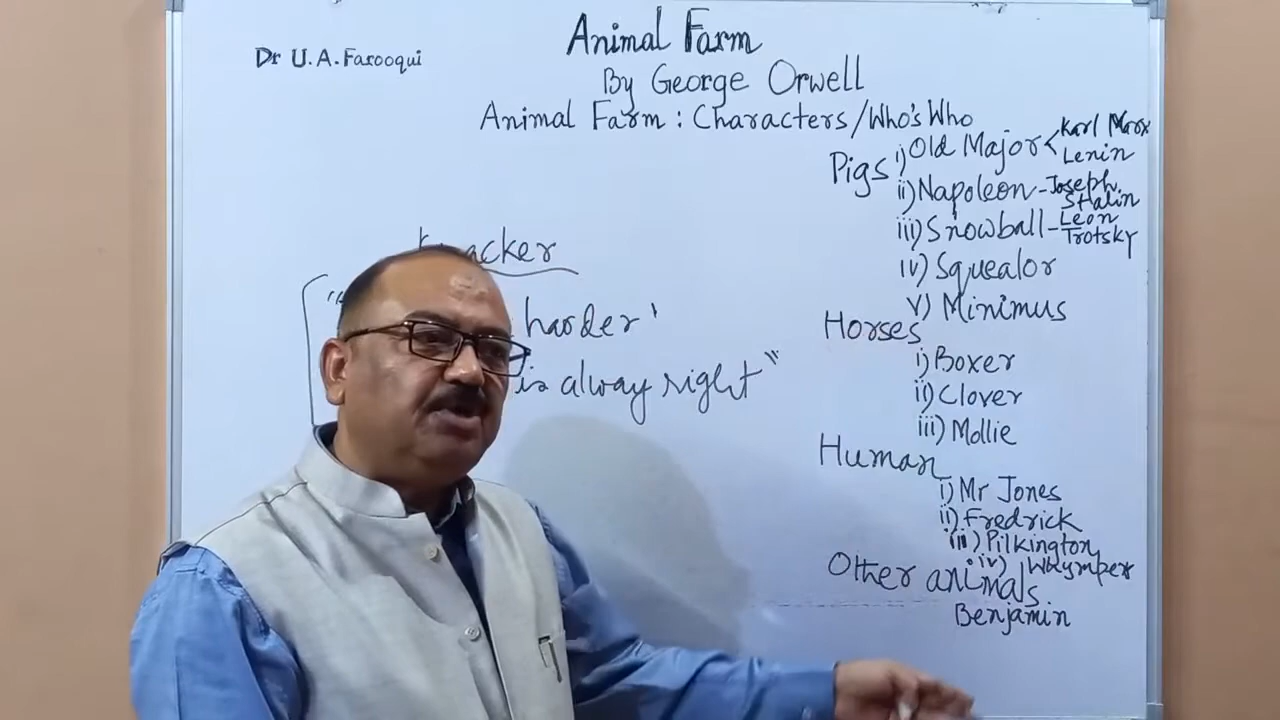 Dr U.A. Farooqui
Animal Farm
By George Orwell
Animal Farm : Characters/Who's Who
Pigs i) Old Major < Karl Marx
Lenin
ii) Napoleon - Joseph Stalin
iii) Snowball - Leon Trotsky
iv) Squealor
v) Minimus
Horses
i) Boxer
ii) Clover
iii) Mollie
Human
i) Mr Jones
ii) Fredrick
iii) Pilkington
iv) Whymper
Other animals
Benjamin
harder'
is alway right"